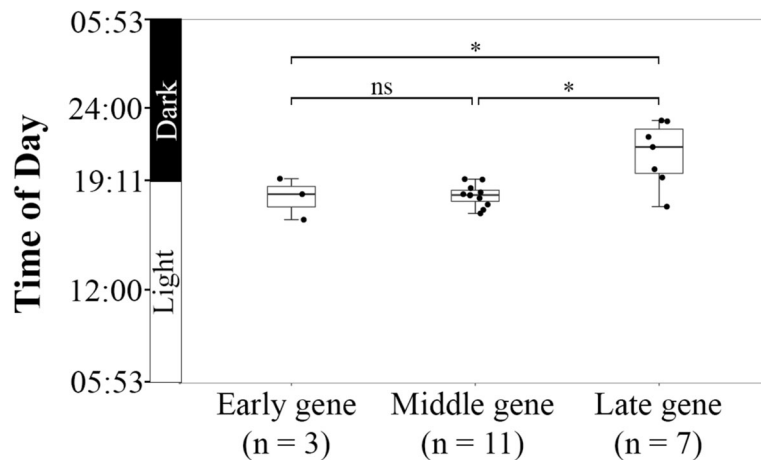 05:53
*
24:00
ns
*
Dark
19:11
Time of Day
Light
12:00
05:53
Early gene
(n = 3)
Middle gene
(n = 11)
Late gene
(n = 7)